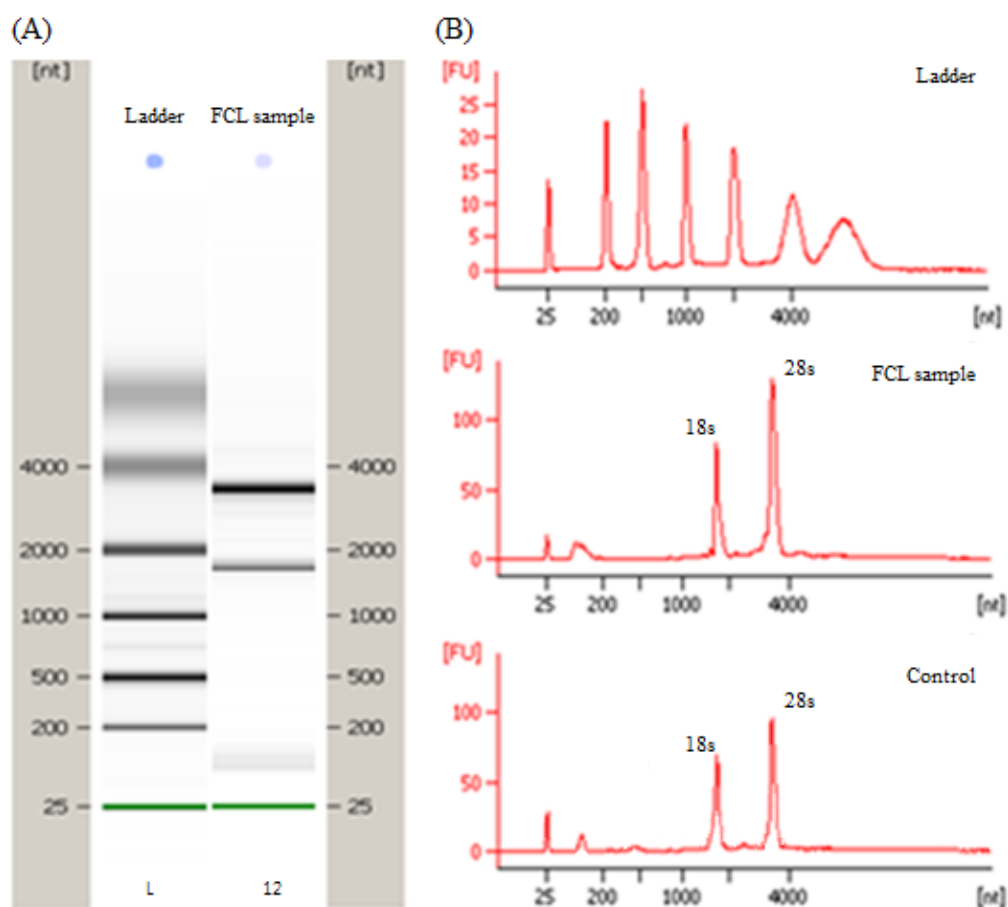 (A)
[nt] [nt]
Ladder FCL sample
4000 4000
2000 2000
1000 1000
500 500
200 200
25 25
L 12
(B)
[FU]
Ladder
25
20
15
10
5
0
25 200 1000 4000 [nt]
[FU]
FCL sample
28s
18s
100
50
0
25 200 1000 4000 [nt]
[FU]
Control
28s
18s
100
50
0
25 200 1000 4000 [nt]